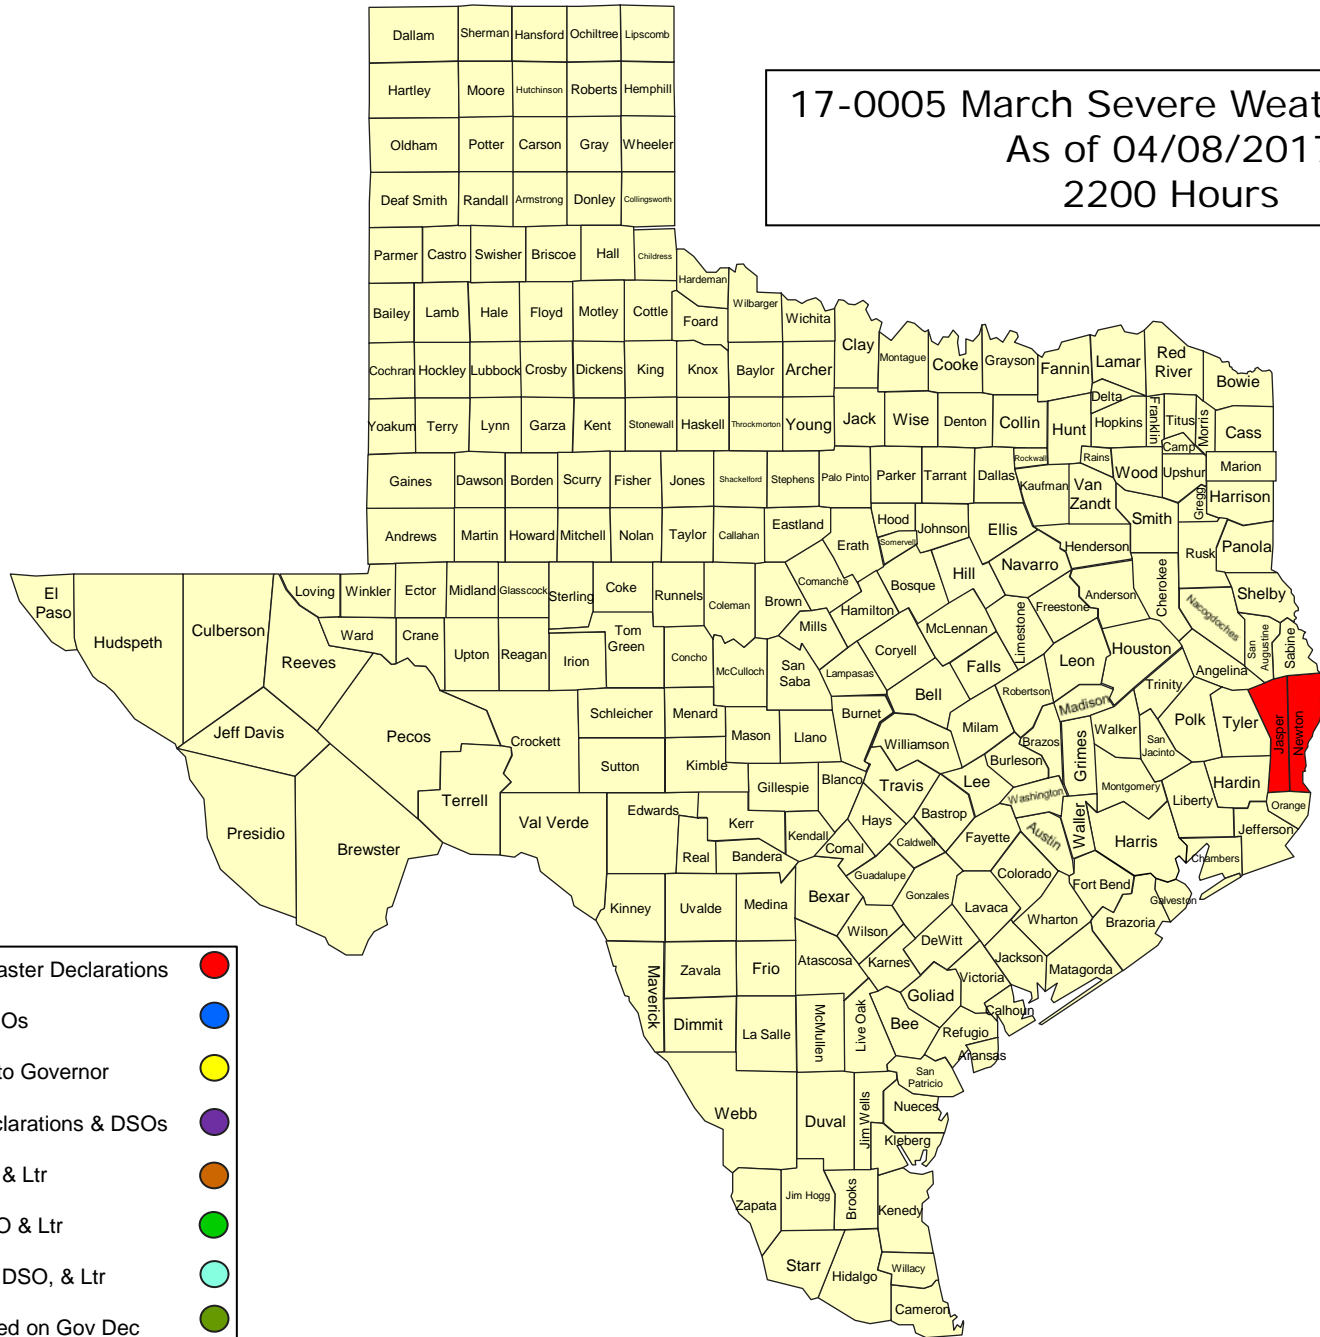 Dallam Sherman Hansford Ochiltree Lipscomb
Hartley Moore Hutchinson Roberts Hemphill
17-0005 March Severe Weat
As of 04/08/2017
2200 Hours
Oldham Potter Carson Gray Wheeler
Deaf Smith Randall Armstrong Donley Collingsworth
Parmer Castro Swisher Briscoe Hall Childress
Hardeman
Wilbarger
Bailey Lamb Hale Floyd Motley Cottle Foard Wichita
Clay Montague Cooke Grayson Fannin Lamar Red River Bowie
Cochran Hockley Lubbock Crosby Dickens King Knox Baylor Archer
Delta
Yoakum Terry Lynn Garza Kent Stonewall Haskell Throckmorton Young Jack Wise Denton Collin Hunt Hopkins Franklin Titus Morris Cass
Camp
Rockwall Rains Wood Upshur Marion
Gaines Dawson Borden Scurry Fisher Jones Shackelford Stephens Palo Pinto Parker Tarrant Dallas Kaufman Van Zandt Gregg Harrison
Smith
Andrews Martin Howard Mitchell Nolan Taylor Callahan Eastland Erath Hood Somervell Johnson Ellis Henderson Rusk Panola
El Paso Hudspeth Culberson Loving Winkler Ector Midland Glasscock Sterling Coke Runnels Coleman Brown Comanche Hamilton Bosque Hill Navarro Freestone Anderson Cherokee Nacogdoches Shelby
Reeves Ward Crane Upton Reagan Irion Tom Green Concho McCulloch San Saba Mills Lampasas Coryell McLennan Limestone Falls Leon Houston Angelina San Augustine Sabine
Jeff Davis Pecos Crockett Schleicher Menard Mason Llano Burnet Bell Milam Robertson Madison Trinity Walker Polk Tyler Jasper Newton
Sutton Kimble Gillespie Blanco Williamson Travis Lee Burleson Brazos Grimes San Jacinto Montgomery Liberty Hardin Orange
Presidio Brewster Terrell Val Verde Edwards Kerr Kendall Hays Bastrop Washington Austin Waller Harris Jefferson
Real Bandera Comal Caldwell Fayette Chambers
Kinney Uvalde Medina Bexar Guadalupe Gonzales Lavaca Colorado Fort Bend Galveston
Wilson Wharton Brazoria
Maverick Zavala Frio Atascosa Karnes DeWitt Jackson Matagorda
Victoria
Dimmit La Salle McMullen Live Oak Bee Goliad Calhoun
Refugio
Aransas
San Patricio
Webb Duval Jim Wells Nueces
Kleberg
Zapata Jim Hogg Brooks Kenedy
Starr Hidalgo Willacy
Cameron
aster Declarations
Os
to Governor
clarations & DSOs
& Ltr
O & Ltr
DSO, & Ltr
ed on Gov Dec